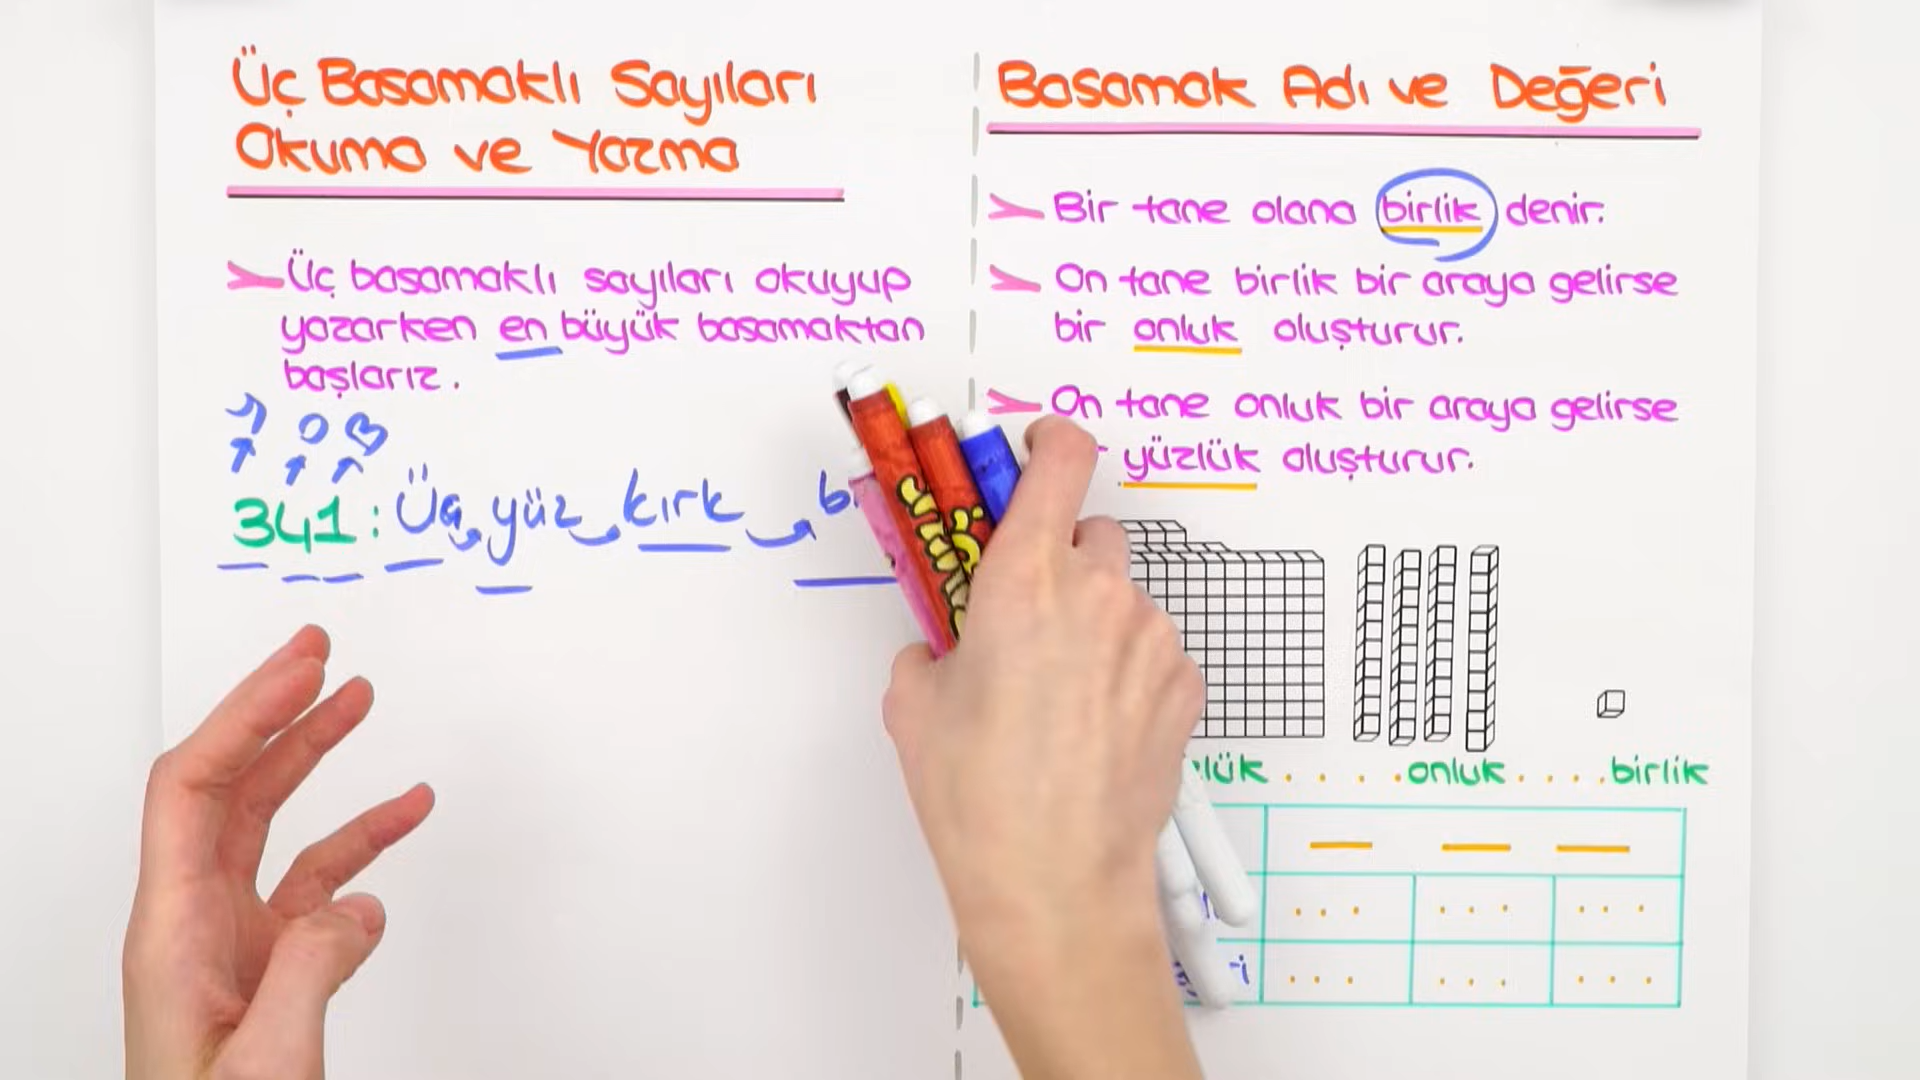 Üç Basamaklı Sayıları
Okuma ve Yazma
Üç basamaklı sayıları okuyup
yazarken en büyük basamaktan
başlarız.
y o B
341: Üç yüz kırk
Basamak Adı ve Değeri
Bir tane olana birlik denir.
On tane birlik bir araya gelirse
bir onluk oluşturur.
On tane onluk bir araya gelirse
yüzlük oluşturur.
....onluk....birlik